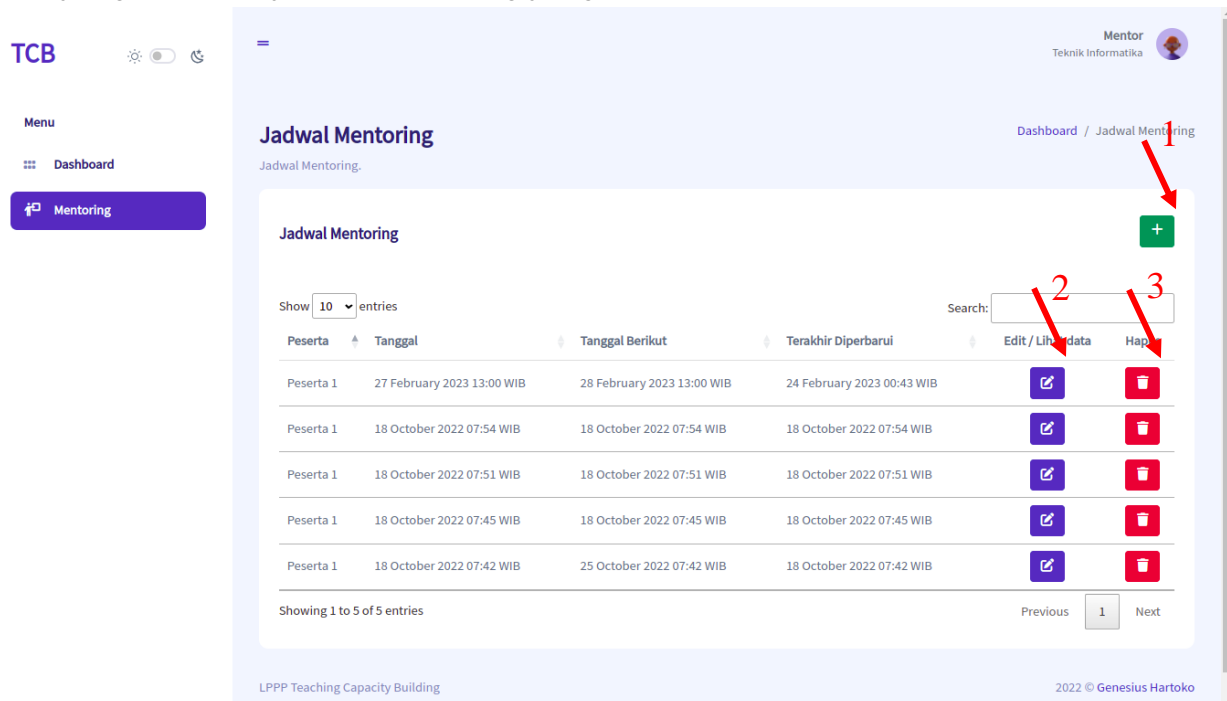 TCB
Mentor
Teknik Informatika
Menu
Dashboard
Mentoring
Jadwal Mentoring
Dashboard / Jadwal Mentoring
Jadwal Mentoring.
1
Jadwal Mentoring
+
2
3
Show 10 entries
Search:
Peserta Tanggal Tanggal Berikut Terakhir Diperbarui Edit / Lihat data Hapus
Peserta 1 27 February 2023 13:00 WIB 28 February 2023 13:00 WIB 24 February 2023 00:43 WIB
Peserta 1 18 October 2022 07:54 WIB 18 October 2022 07:54 WIB 18 October 2022 07:54 WIB
Peserta 1 18 October 2022 07:51 WIB 18 October 2022 07:51 WIB 18 October 2022 07:51 WIB
Peserta 1 18 October 2022 07:45 WIB 18 October 2022 07:45 WIB 18 October 2022 07:45 WIB
Peserta 1 18 October 2022 07:42 WIB 25 October 2022 07:42 WIB 18 October 2022 07:42 WIB
Showing 1 to 5 of 5 entries
Previous 1 Next
LPPP Teaching Capacity Building
2022 © Genesius Hartoko